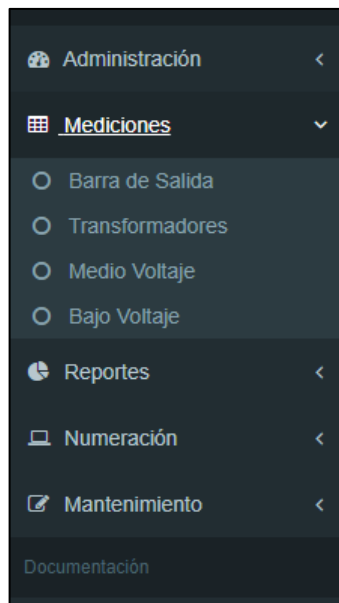 Administración
Mediciones
Barra de Salida
Transformadores
Medio Voltaje
Bajo Voltaje
Reportes
Numeración
Mantenimiento
Documentación